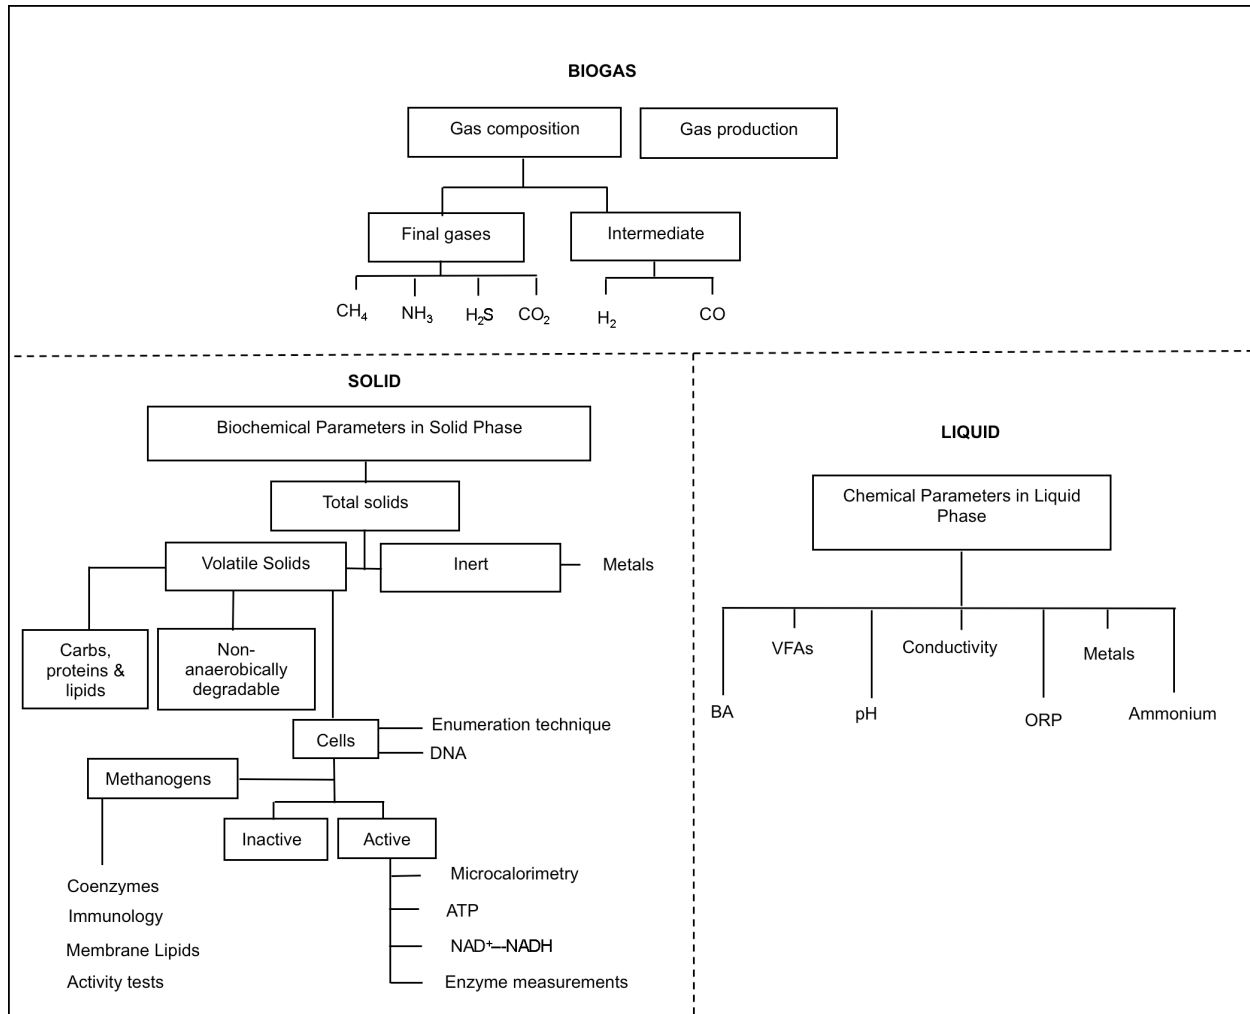 BIOGAS
Gas composition
Gas production
Final gases
Intermediate
CH₄
NH₃
H₂S
CO₂
H₂
CO
SOLID
Biochemical Parameters in Solid Phase
Total solids
Volatile Solids
Inert
Metals
Carbs,
proteins &
lipids
Non-
anaerobically
degradable
Cells
Enumeration technique
DNA
Methanogens
Inactive
Active
Coenzymes
Immunology
Membrane Lipids
Activity tests
Microcalorimetry
ATP
NAD⁺---NADH
Enzyme measurements
LIQUID
Chemical Parameters in Liquid
Phase
BA
VFAs
pH
Conductivity
ORP
Metals
Ammonium